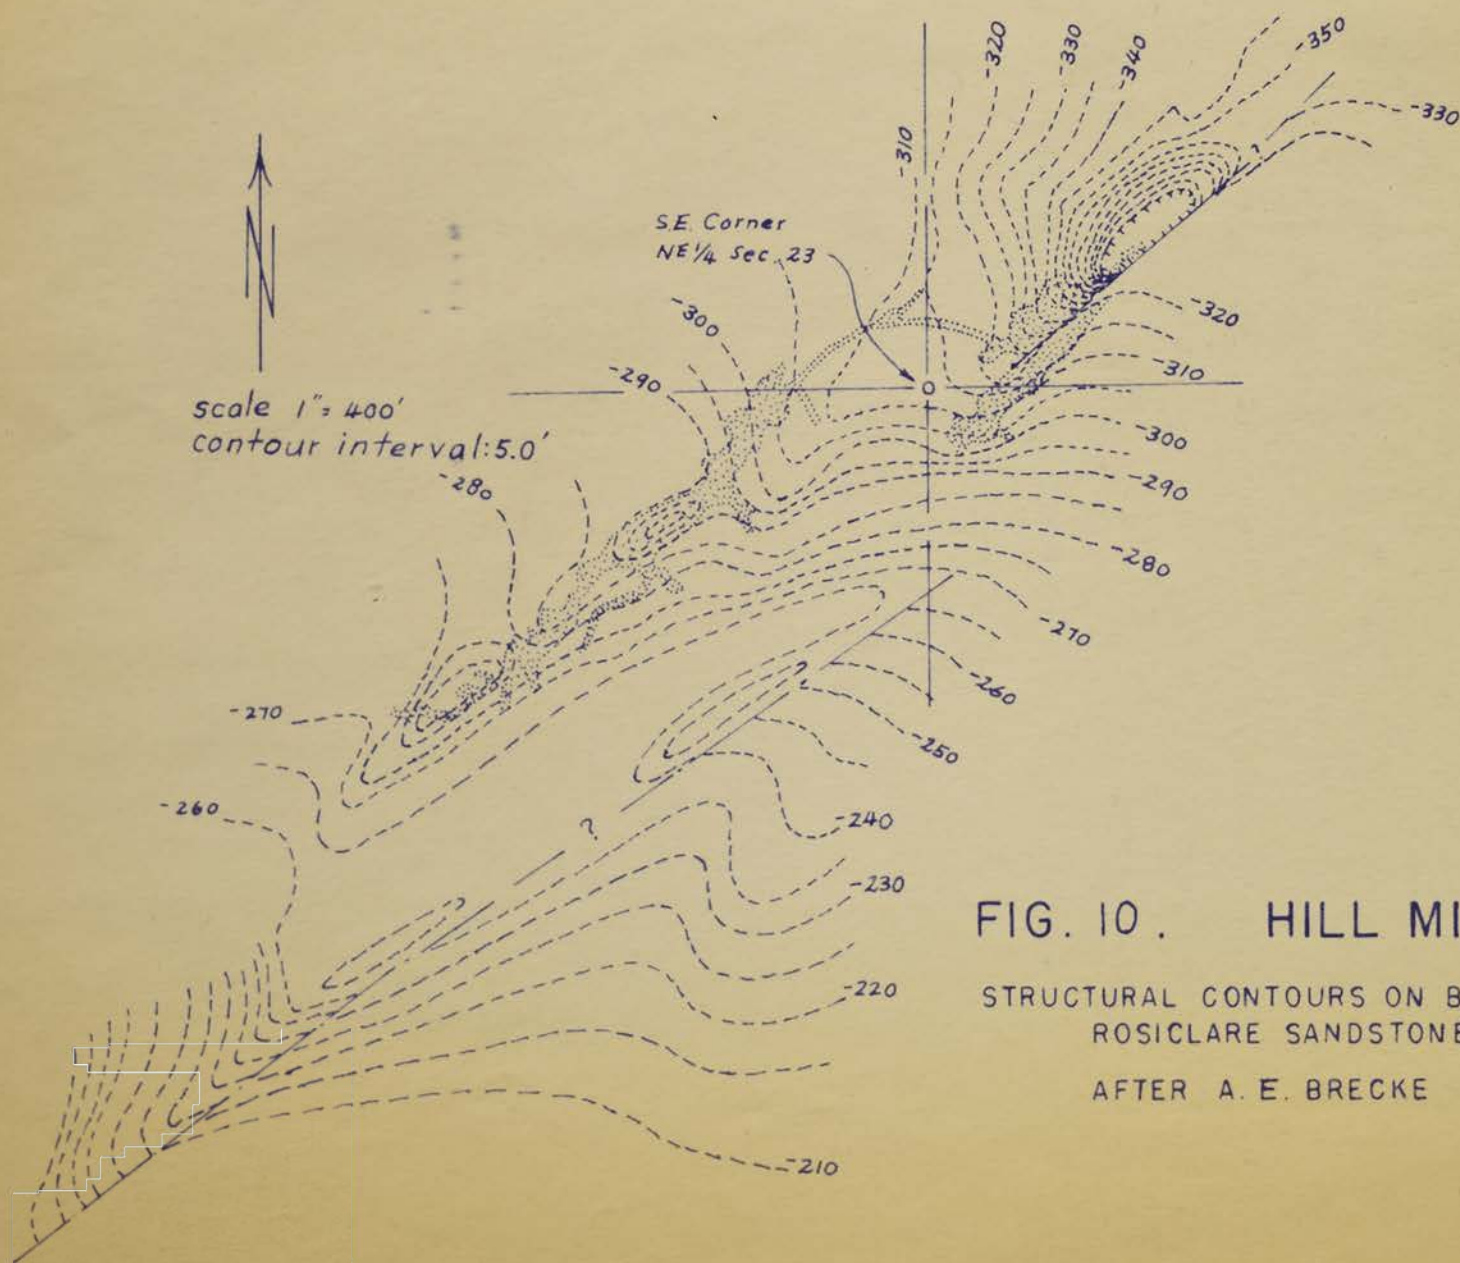 -320
-330
-340
-350
-330
-310
N
S.E. Corner
NE 1/4 Sec. 23
-320
-300
-310
-290
scale 1"= 400'
contour interval: 5.0'
-300
-280
-290
-280
-270
-270
-260
-250
-260
-240
?
-230
?
-220
-210
FIG. 10. HILL MI
STRUCTURAL CONTOURS ON B
ROSICLARE SANDSTONE
AFTER A. E. BRECKE